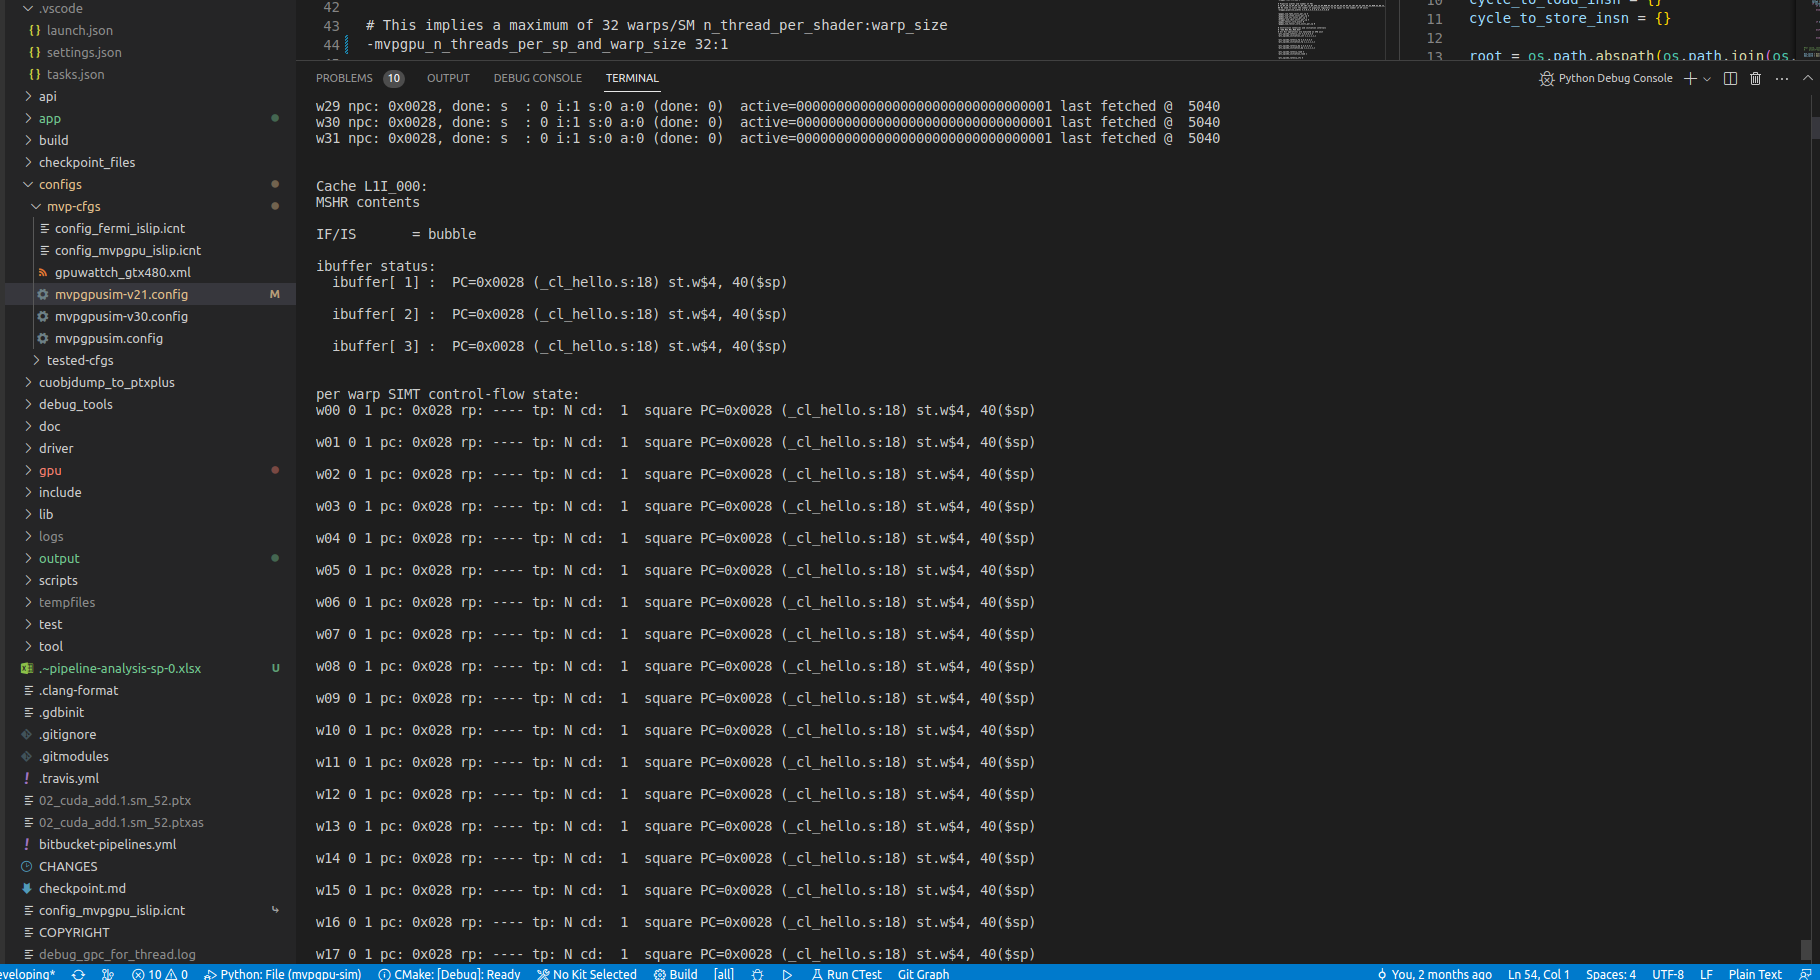 .vscode
launch.json
settings.json
tasks.json
api
app
build
checkpoint_files
configs
mvp-cfgs
config_fermi_islip.icnt
config_mvpgpu_islip.icnt
gpuwattch_gtx480.xml
mvpgpusim-v21.config M
mvpgpusim-v30.config
mvpgpusim.config
tested-cfgs
cuobjdump_to_ptxplus
debug_tools
doc
driver
gpu
include
lib
logs
output
scripts
tempfiles
test
tool
.~pipeline-analysis-sp-0.xlsx U
.clang-format
.gdbinit
.gitignore
.gitmodules
.travis.yml
02_cuda_add.1.sm_52.ptx
02_cuda_add.1.sm_52.ptxas
bitbucket-pipelines.yml
CHANGES
checkpoint.md
config_mvpgpu_islip.icnt
COPYRIGHT
debug_gpc_for_thread.log
42
43 # This implies a maximum of 32 warps/SM n_thread_per_shader:warp_size
44 -mvpgpu_n_threads_per_sp_and_warp_size 32:1
10 cycle_to_load_insn = {}
11 cycle_to_store_insn = {}
12
13 root = os.path.abspath(os.path.join(os.
PROBLEMS 10 OUTPUT DEBUG CONSOLE TERMINAL Python Debug Console
w29 npc: 0x0028, done: s  : 0 i:1 s:0 a:0 (done: 0)  active=00000000000000000000000000000001 last fetched @  5040
w30 npc: 0x0028, done: s  : 0 i:1 s:0 a:0 (done: 0)  active=00000000000000000000000000000001 last fetched @  5040
w31 npc: 0x0028, done: s  : 0 i:1 s:0 a:0 (done: 0)  active=00000000000000000000000000000001 last fetched @  5040
Cache L1I_000:
MSHR contents
IF/IS       = bubble
ibuffer status:
ibuffer[ 1] :  PC=0x0028 (_cl_hello.s:18) st.w$4, 40($sp)
ibuffer[ 2] :  PC=0x0028 (_cl_hello.s:18) st.w$4, 40($sp)
ibuffer[ 3] :  PC=0x0028 (_cl_hello.s:18) st.w$4, 40($sp)
per warp SIMT control-flow state:
w00 0 1 pc: 0x028 rp: ---- tp: N cd:  1  square PC=0x0028 (_cl_hello.s:18) st.w$4, 40($sp)
w01 0 1 pc: 0x028 rp: ---- tp: N cd:  1  square PC=0x0028 (_cl_hello.s:18) st.w$4, 40($sp)
w02 0 1 pc: 0x028 rp: ---- tp: N cd:  1  square PC=0x0028 (_cl_hello.s:18) st.w$4, 40($sp)
w03 0 1 pc: 0x028 rp: ---- tp: N cd:  1  square PC=0x0028 (_cl_hello.s:18) st.w$4, 40($sp)
w04 0 1 pc: 0x028 rp: ---- tp: N cd:  1  square PC=0x0028 (_cl_hello.s:18) st.w$4, 40($sp)
w05 0 1 pc: 0x028 rp: ---- tp: N cd:  1  square PC=0x0028 (_cl_hello.s:18) st.w$4, 40($sp)
w06 0 1 pc: 0x028 rp: ---- tp: N cd:  1  square PC=0x0028 (_cl_hello.s:18) st.w$4, 40($sp)
w07 0 1 pc: 0x028 rp: ---- tp: N cd:  1  square PC=0x0028 (_cl_hello.s:18) st.w$4, 40($sp)
w08 0 1 pc: 0x028 rp: ---- tp: N cd:  1  square PC=0x0028 (_cl_hello.s:18) st.w$4, 40($sp)
w09 0 1 pc: 0x028 rp: ---- tp: N cd:  1  square PC=0x0028 (_cl_hello.s:18) st.w$4, 40($sp)
w10 0 1 pc: 0x028 rp: ---- tp: N cd:  1  square PC=0x0028 (_cl_hello.s:18) st.w$4, 40($sp)
w11 0 1 pc: 0x028 rp: ---- tp: N cd:  1  square PC=0x0028 (_cl_hello.s:18) st.w$4, 40($sp)
w12 0 1 pc: 0x028 rp: ---- tp: N cd:  1  square PC=0x0028 (_cl_hello.s:18) st.w$4, 40($sp)
w13 0 1 pc: 0x028 rp: ---- tp: N cd:  1  square PC=0x0028 (_cl_hello.s:18) st.w$4, 40($sp)
w14 0 1 pc: 0x028 rp: ---- tp: N cd:  1  square PC=0x0028 (_cl_hello.s:18) st.w$4, 40($sp)
w15 0 1 pc: 0x028 rp: ---- tp: N cd:  1  square PC=0x0028 (_cl_hello.s:18) st.w$4, 40($sp)
w16 0 1 pc: 0x028 rp: ---- tp: N cd:  1  square PC=0x0028 (_cl_hello.s:18) st.w$4, 40($sp)
w17 0 1 pc: 0x028 rp: ---- tp: N cd:  1  square PC=0x0028 (_cl_hello.s:18) st.w$4, 40($sp)
eveloping* 10 0 Python: File (mvpgpu-sim) CMake: [Debug]: Ready No Kit Selected Build [all] Run CTest Git Graph You, 2 months ago Ln 54, Col 1 Spaces: 4 UTF-8 LF Plain Text